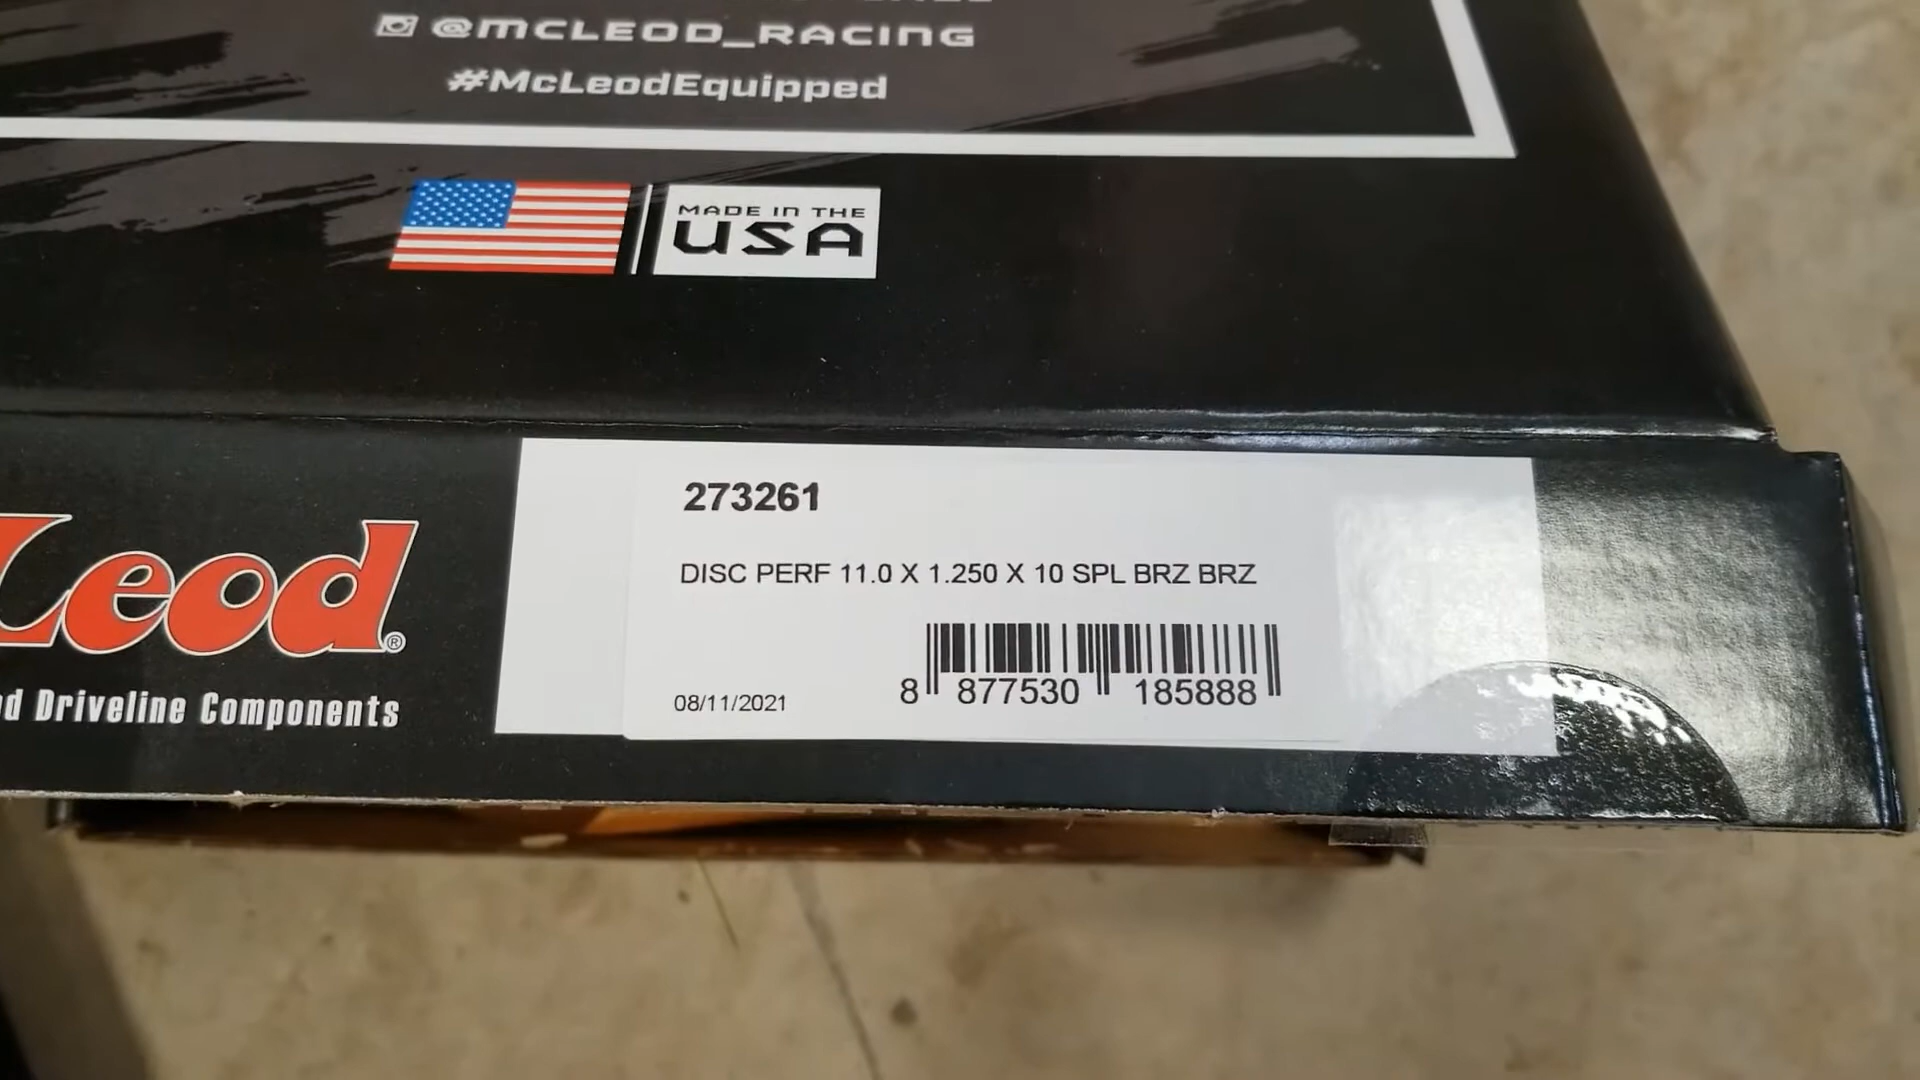 @MCLEOD_RACING
#McLeodEquipped
MADE IN THE
USA
Leod®
Driveline Components
273261
DISC PERF 11.0 X 1.250 X 10 SPL BRZ BRZ
08/11/2021
8 877530 185888